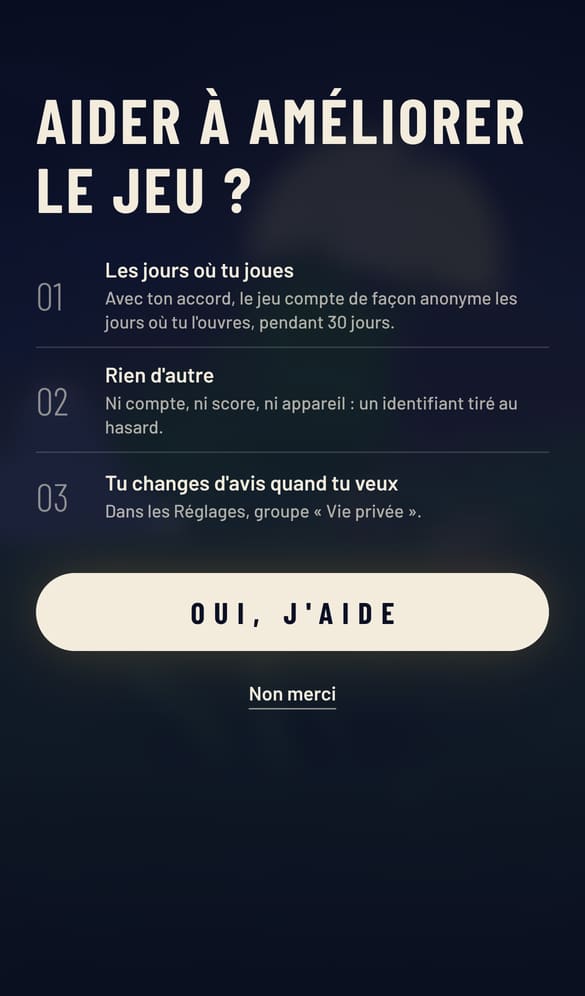 AIDER À AMÉLIORER
LE JEU ?
01
Les jours où tu joues
Avec ton accord, le jeu compte de façon anonyme les
jours où tu l'ouvres, pendant 30 jours.
02
Rien d'autre
Ni compte, ni score, ni appareil : un identifiant tiré au
hasard.
03
Tu changes d'avis quand tu veux
Dans les Réglages, groupe « Vie privée ».
OUI, J'AIDE
Non merci